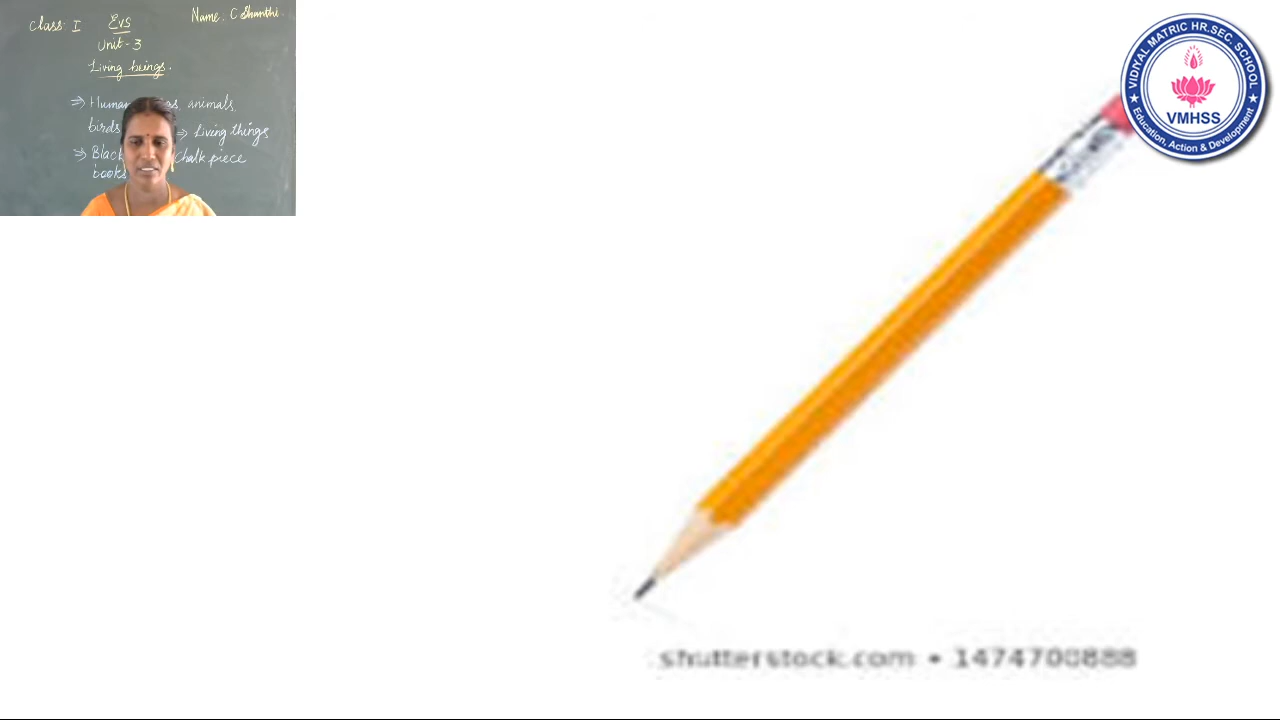 Class: I
EVS
Name: C Shanthi.
Unit-3
Living beings.
⇒ Human animals,
birds ⇒ Living things
⇒ Black chalk piece
books
VIDIYAL MATRIC HR.SEC. SCHOOL
VMHSS
★ Education, Action & Development ★
shutterstock.com • 1474700888